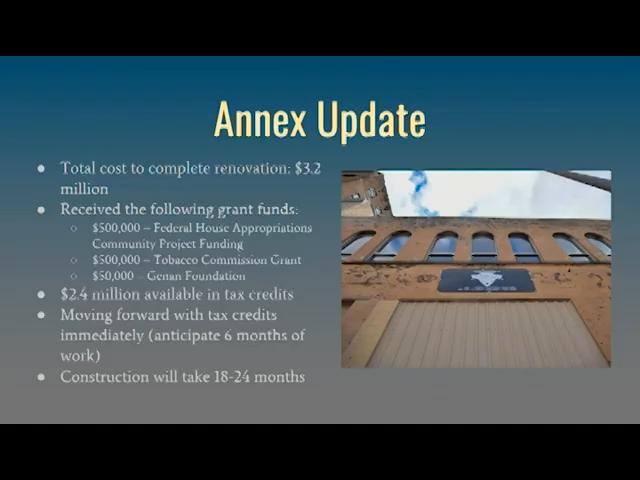 Annex Update
● Total cost to complete renovation: $3.2
million
● Received the following grant funds:
○ $500,000 – Federal House Appropriations
Community Project Funding
○ $500,000 – Tobacco Commission Grant
○ $50,000 – Genan Foundation
● $2.4 million available in tax credits
● Moving forward with tax credits
immediately (anticipate 6 months of
work)
● Construction will take 18-24 months